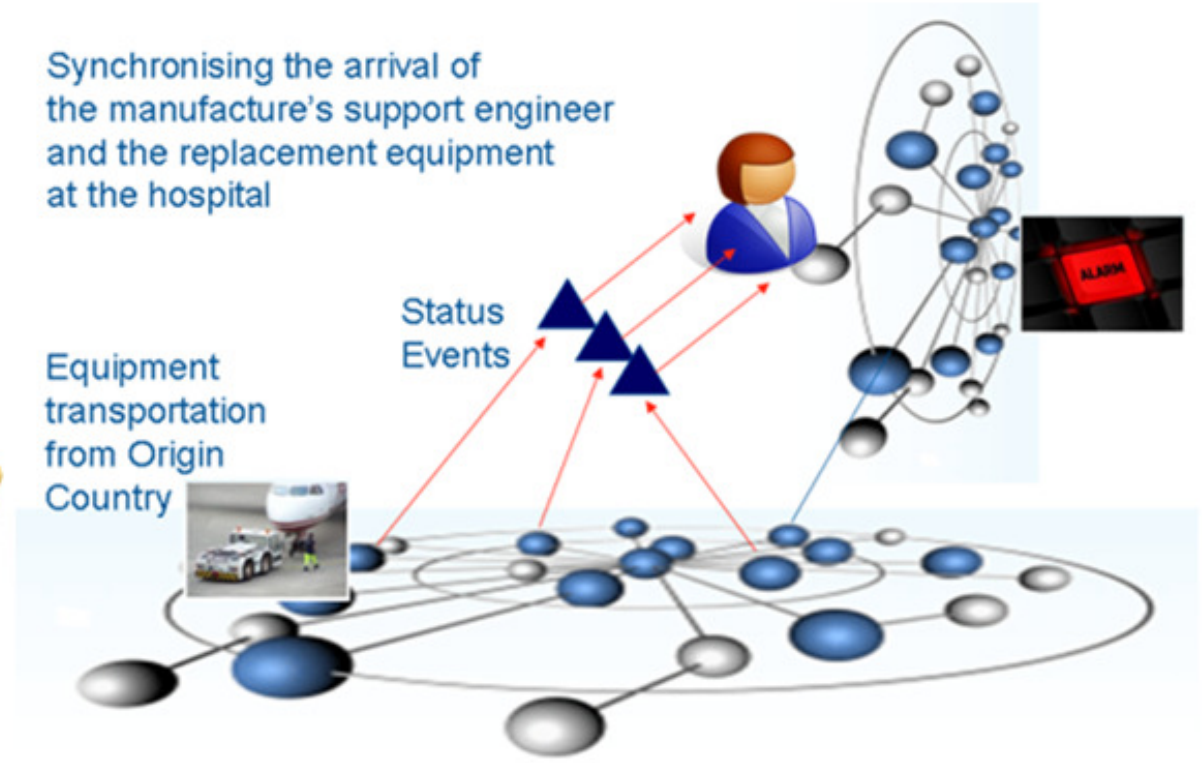 Synchronising the arrival of
the manufacture's support engineer
and the replacement equipment
at the hospital
Status
Events
Equipment
transportation
from Origin
Country
ALARM